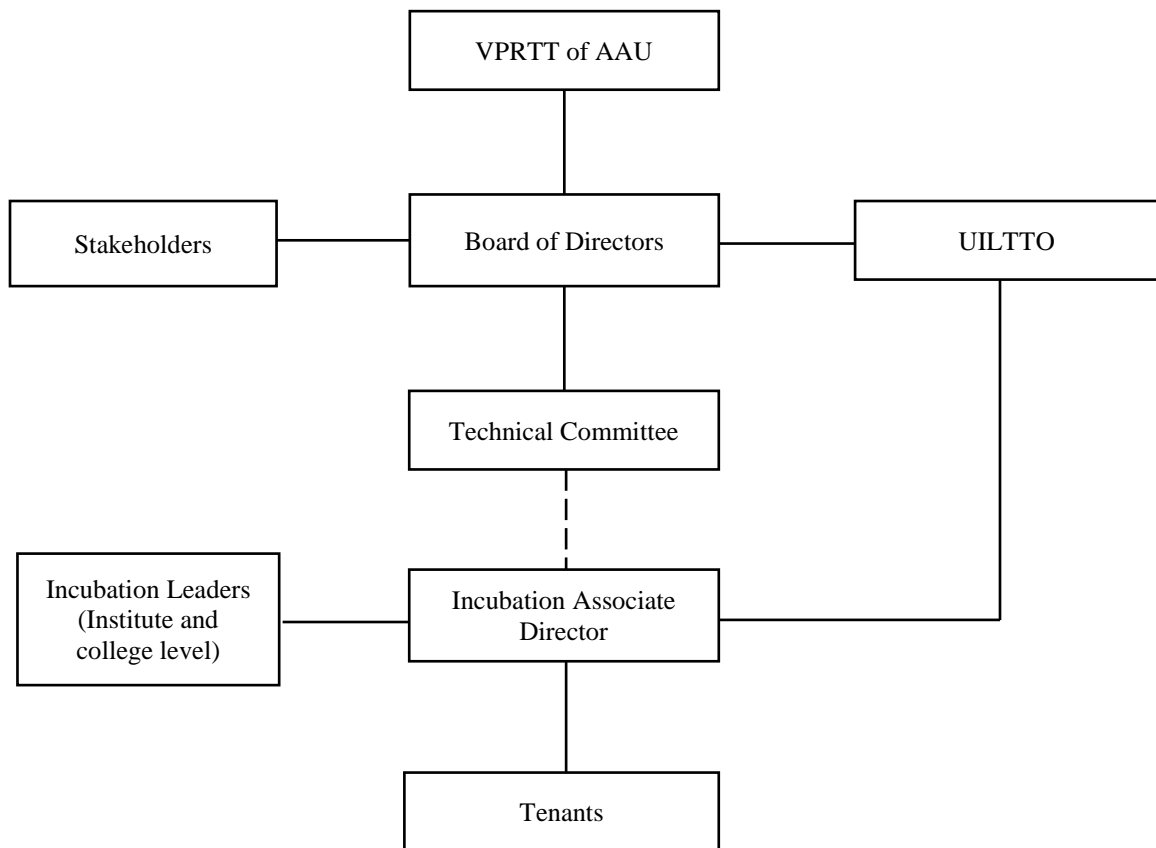 VPRTT of AAU
Stakeholders
Board of Directors
UILTTO
Technical Committee
Incubation Leaders
(Institute and
college level)
Incubation Associate
Director
Tenants